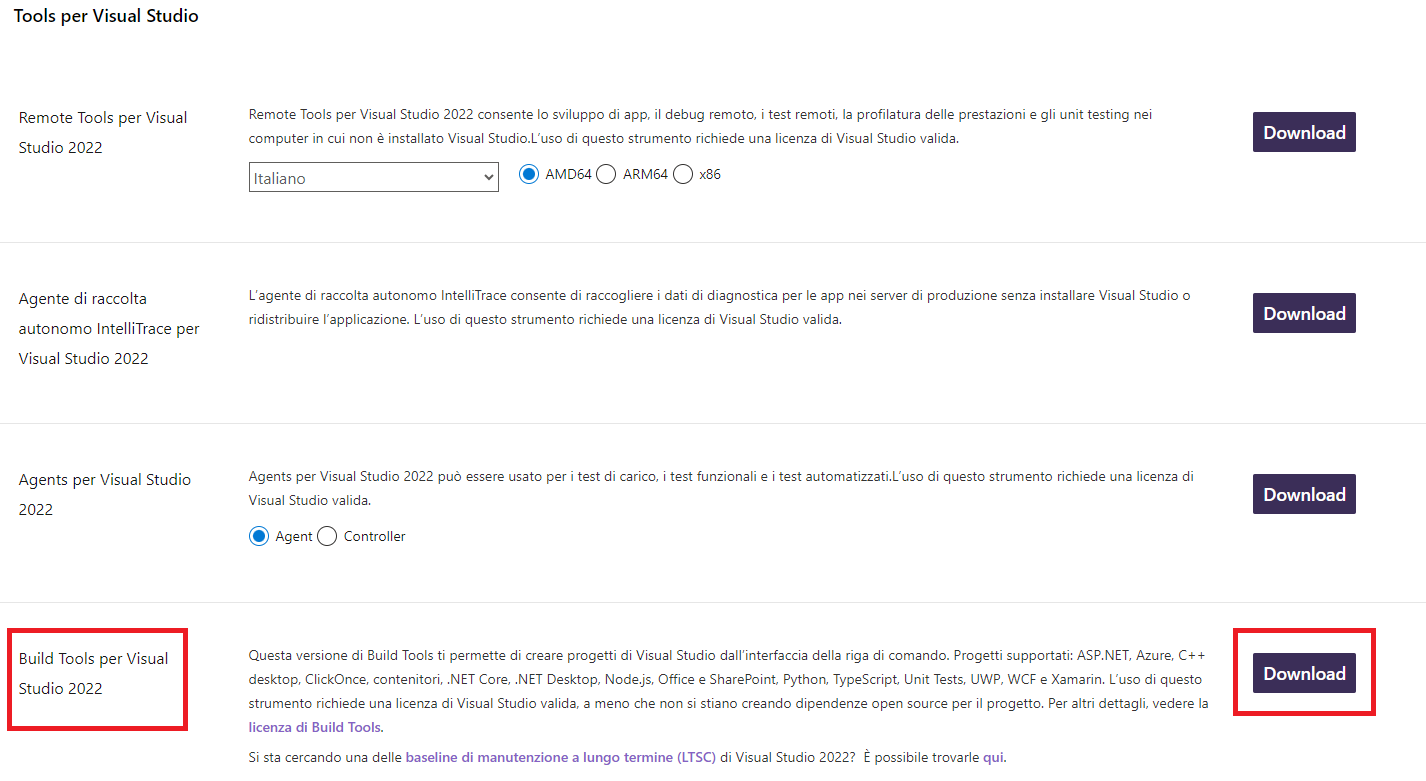 Tools per Visual Studio
Remote Tools per Visual
Studio 2022
Remote Tools per Visual Studio 2022 consente lo sviluppo di app, il debug remoto, i test remoti, la profilatura delle prestazioni e gli unit testing nei
computer in cui non è installato Visual Studio.L’uso di questo strumento richiede una licenza di Visual Studio valida.
Italiano AMD64 ARM64 x86
Download
Agente di raccolta
autonomo IntelliTrace per
Visual Studio 2022
L’agente di raccolta autonomo IntelliTrace consente di raccogliere i dati di diagnostica per le app nei server di produzione senza installare Visual Studio o
ridistribuire l’applicazione. L’uso di questo strumento richiede una licenza di Visual Studio valida.
Download
Agents per Visual Studio
2022
Agents per Visual Studio 2022 può essere usato per i test di carico, i test funzionali e i test automatizzati.L’uso di questo strumento richiede una licenza di
Visual Studio valida.
Agent Controller
Download
Build Tools per Visual
Studio 2022
Questa versione di Build Tools ti permette di creare progetti di Visual Studio dall’interfaccia della riga di comando. Progetti supportati: ASP.NET, Azure, C++
desktop, ClickOnce, contenitori, .NET Core, .NET Desktop, Node.js, Office e SharePoint, Python, TypeScript, Unit Tests, UWP, WCF e Xamarin. L’uso di questo
strumento richiede una licenza di Visual Studio valida, a meno che non si stiano creando dipendenze open source per il progetto. Per altri dettagli, vedere la
licenza di Build Tools.
Si sta cercando una delle baseline di manutenzione a lungo termine (LTSC) di Visual Studio 2022? È possibile trovarle qui.
Download